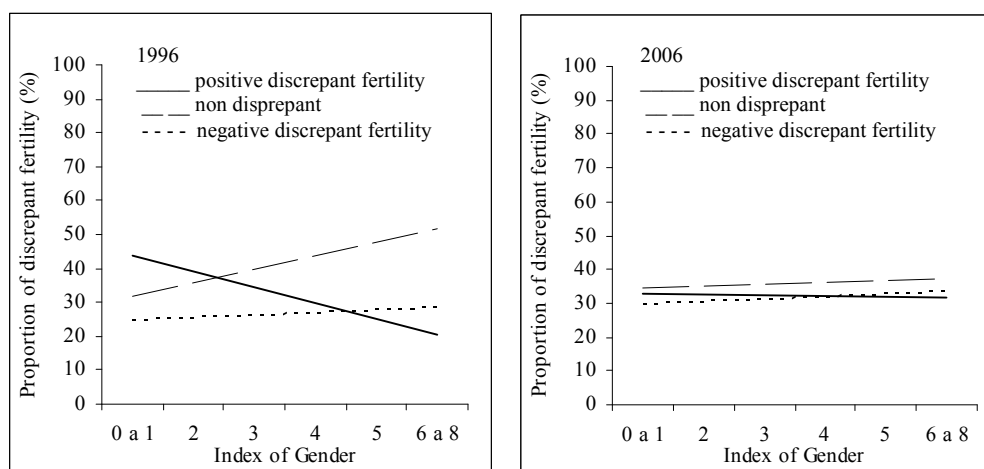 1996
positive discrepant fertility
non disprepant
negative discrepant fertility
Proportion of discrepant fertility (%)
100
90
80
70
60
50
40
30
20
10
0
0 a 1 2 3 4 5 6 a 8
Index of Gender
2006
positive discrepant fertility
non disprepant
negative discrepant fertility
Proportion of discrepant fertility (%)
100
90
80
70
60
50
40
30
20
10
0
0 a 1 2 3 4 5 6 a 8
Index of Gender